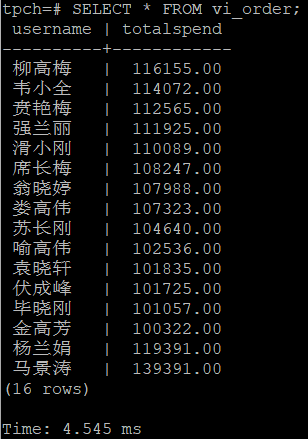 tpch=# SELECT * FROM vi_order;
username | totalspend
----------+------------
柳高梅 | 116155.00
韦小全 | 114072.00
贲艳梅 | 112565.00
强兰丽 | 111925.00
滑小刚 | 110089.00
席长梅 | 108247.00
翁晓婷 | 107988.00
娄高伟 | 107323.00
苏长刚 | 104640.00
喻高伟 | 102536.00
袁晓轩 | 101835.00
伏成峰 | 101725.00
毕晓刚 | 101057.00
金高芳 | 100322.00
杨兰娟 | 119391.00
马景涛 | 139391.00
(16 rows)
Time: 4.545 ms